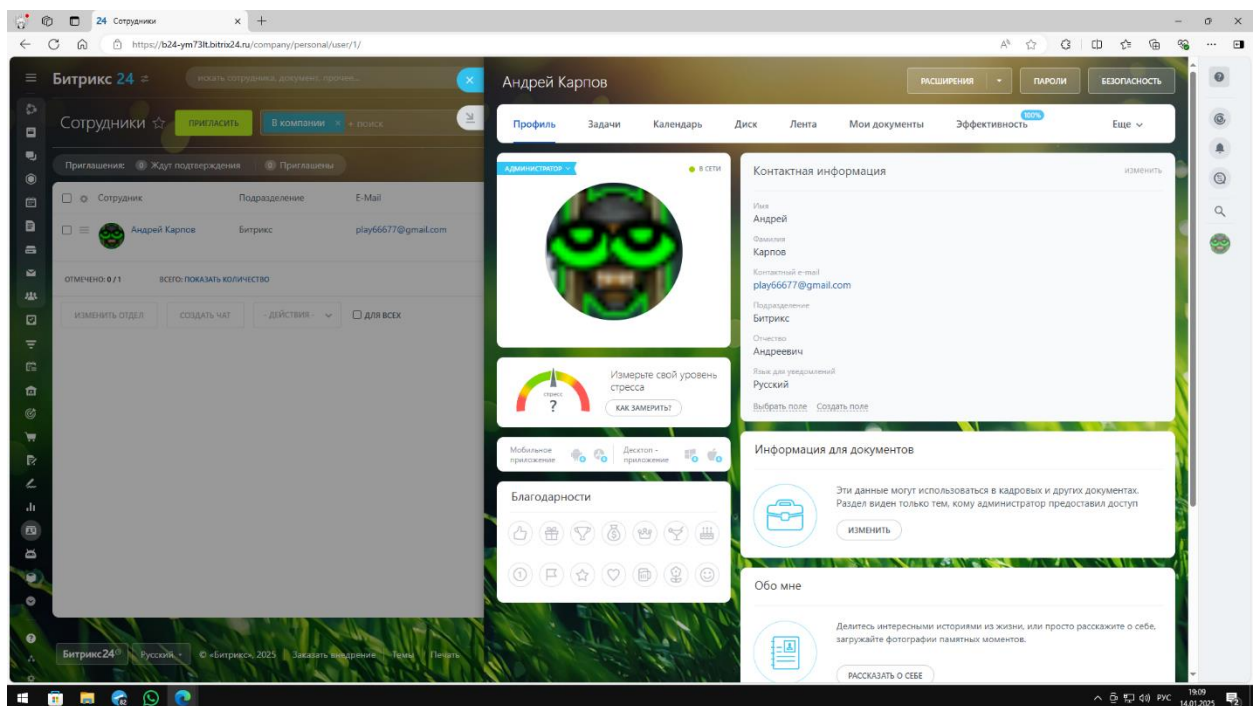 24 Сотрудники
https://b24-ym73lt.bitrix24.ru/company/personal/user/1/
Битрикс 24
искать сотрудника, документ, прочее...
Сотрудники
ПРИГЛАСИТЬ
В компании
+ поиск
Приглашения: 0 Ждут подтверждения 0 Приглашены
Сотрудник Подразделение E-Mail
Андрей Карпов Битрикс play66677@gmail.com
ОТМЕЧЕНО: 0 / 1 ВСЕГО: ПОКАЗАТЬ КОЛИЧЕСТВО
ИЗМЕНИТЬ ОТДЕЛ СОЗДАТЬ ЧАТ - ДЕЙСТВИЯ - ДЛЯ ВСЕХ
Битрикс24 Русский © «Битрикс», 2025 Заказать внедрение Темы Печать
Андрей Карпов
РАСШИРЕНИЯ ПАРОЛИ БЕЗОПАСНОСТЬ
Профиль Задачи Календарь Диск Лента Мои документы Эффективность 100% Еще
АДМИНИСТРАТОР В СЕТИ
Измерьте свой уровень
стресса
стресс
?
КАК ЗАМЕРИТЬ?
Мобильное
приложение
Десктоп -
приложение
Благодарности
Контактная информация
изменить
Имя
Андрей
Фамилия
Карпов
Контактный e-mail
play66677@gmail.com
Подразделение
Битрикс
Отчество
Андреевич
Язык для уведомлений
Русский
Выбрать поле Создать поле
Информация для документов
Эти данные могут использоваться в кадровых и других документах.
Раздел виден только тем, кому администратор предоставил доступ
ИЗМЕНИТЬ
Обо мне
Делитесь интересными историями из жизни, или просто расскажите о себе,
загружайте фотографии памятных моментов.
РАССКАЗАТЬ О СЕБЕ
РУС
19:09
14.01.2025